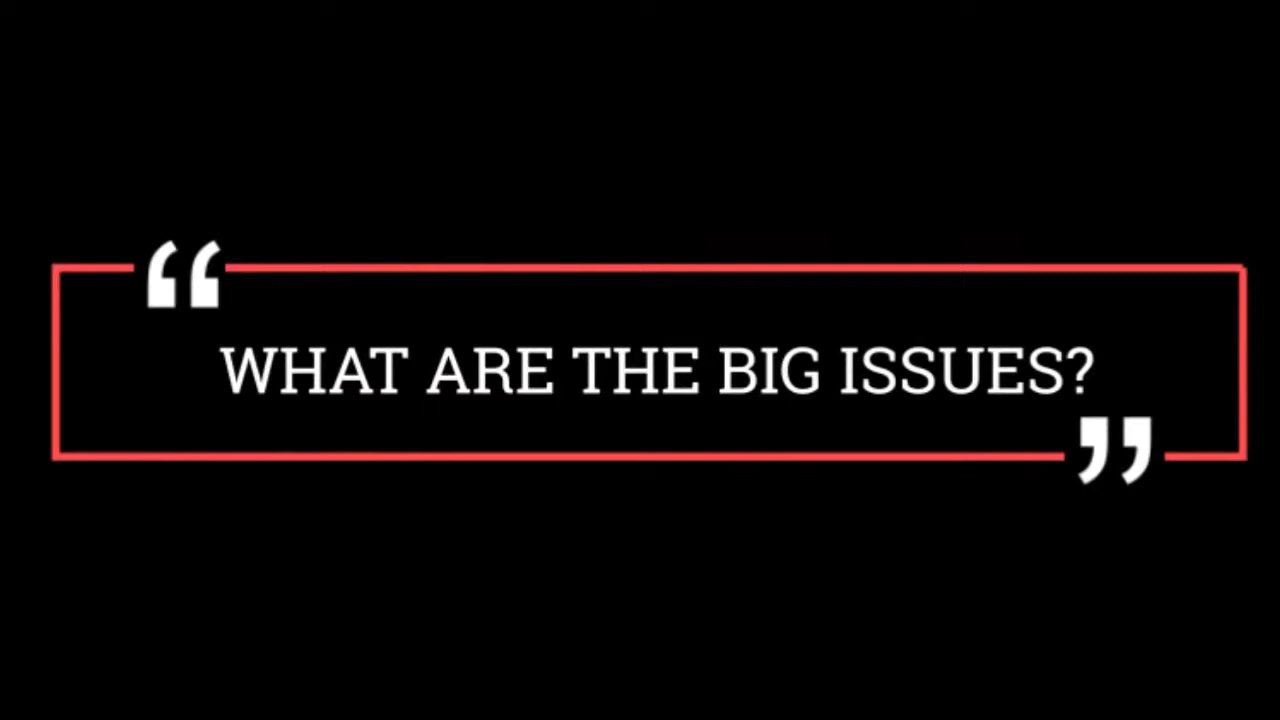 “WHAT ARE THE BIG ISSUES?”